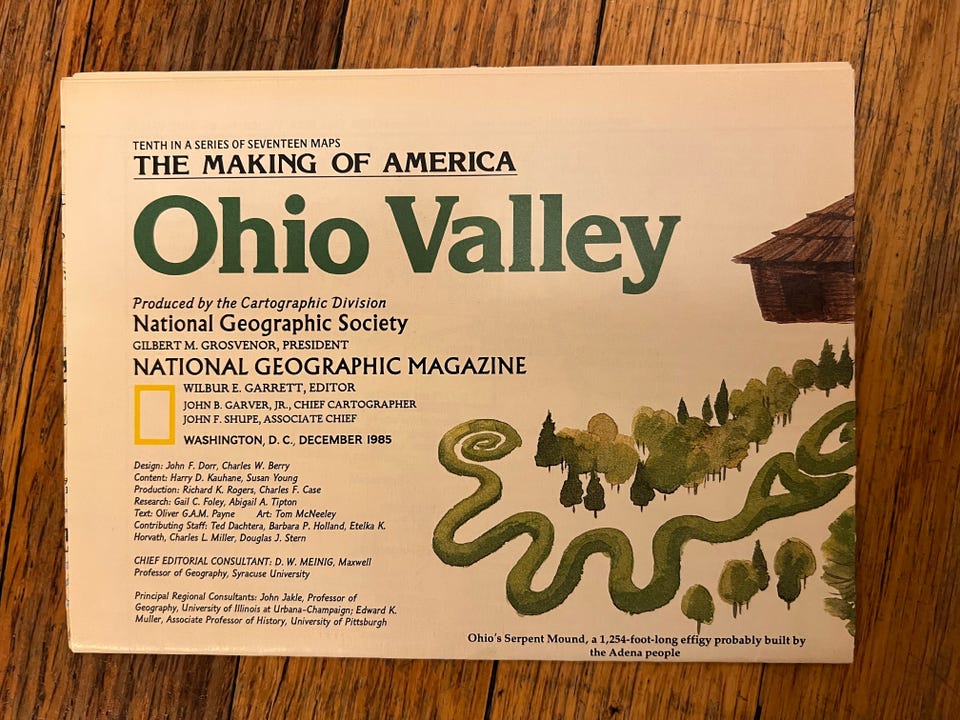 TENTH IN A SERIES OF SEVENTEEN MAPS
THE MAKING OF AMERICA
Ohio Valley
Produced by the Cartographic Division
National Geographic Society
GILBERT M. GROSVENOR, PRESIDENT
NATIONAL GEOGRAPHIC MAGAZINE
WILBUR E. GARRETT, EDITOR
JOHN B. GARVER, JR., CHIEF CARTOGRAPHER
JOHN F. SHUPE, ASSOCIATE CHIEF
WASHINGTON, D. C., DECEMBER 1985
Design: John F. Dorr, Charles W. Berry
Content: Harry D. Kauhane, Susan Young
Production: Richard K. Rogers, Charles F. Case
Research: Gail C. Foley, Abigail A. Tipton
Text: Oliver G.A.M. Payne Art: Tom McNeeley
Contributing Staff: Ted Dachtera, Barbara P. Holland, Etelka K.
Horvath, Charles L. Miller, Douglas J. Stern
CHIEF EDITORIAL CONSULTANT: D. W. MEINIG, Maxwell
Professor of Geography, Syracuse University
Principal Regional Consultants: John Jakle, Professor of
Geography, University of Illinois at Urbana-Champaign; Edward K.
Muller, Associate Professor of History, University of Pittsburgh
Ohio's Serpent Mound, a 1,254-foot-long effigy probably built by
the Adena people